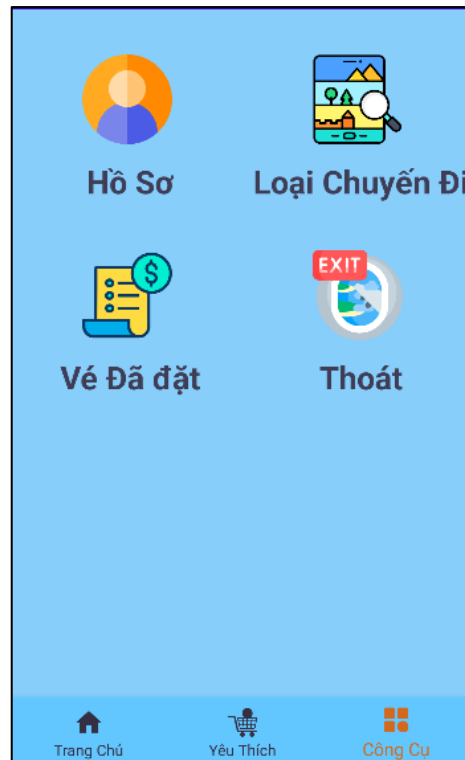 Hồ Sơ
Loại Chuyến Đi
EXIT
Vé Đã đặt
Thoát
Trang Chủ
Yêu Thích
Công Cụ